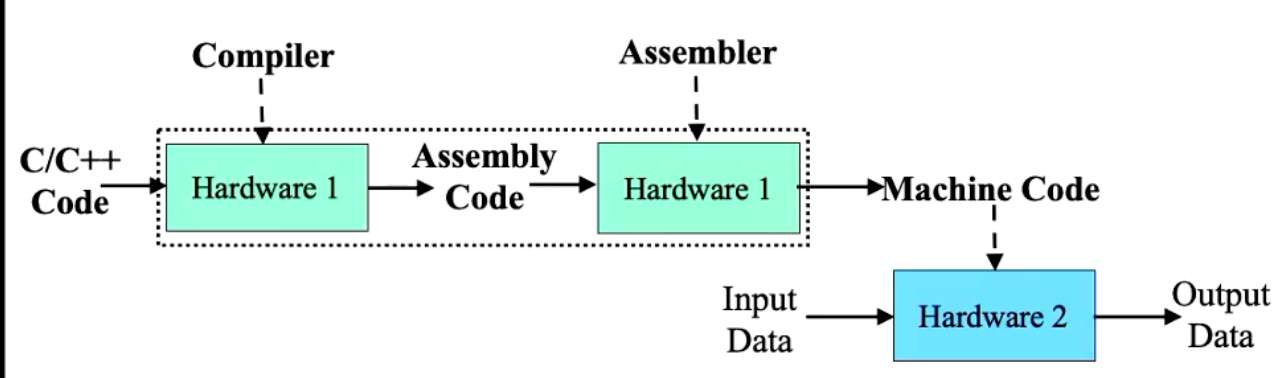 Compiler
Assembler
C/C++
Code
Hardware 1
Assembly
Code
Hardware 1
Machine Code
Input
Data
Hardware 2
Output
Data